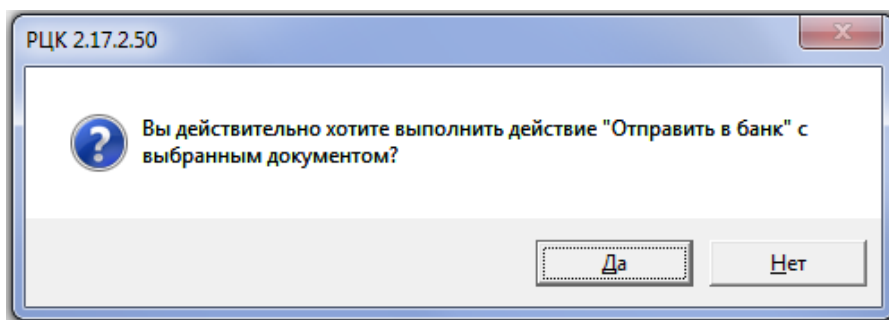 РЦК 2.17.2.50
Вы действительно хотите выполнить действие "Отправить в банк" с
выбранным документом?
Да
Нет